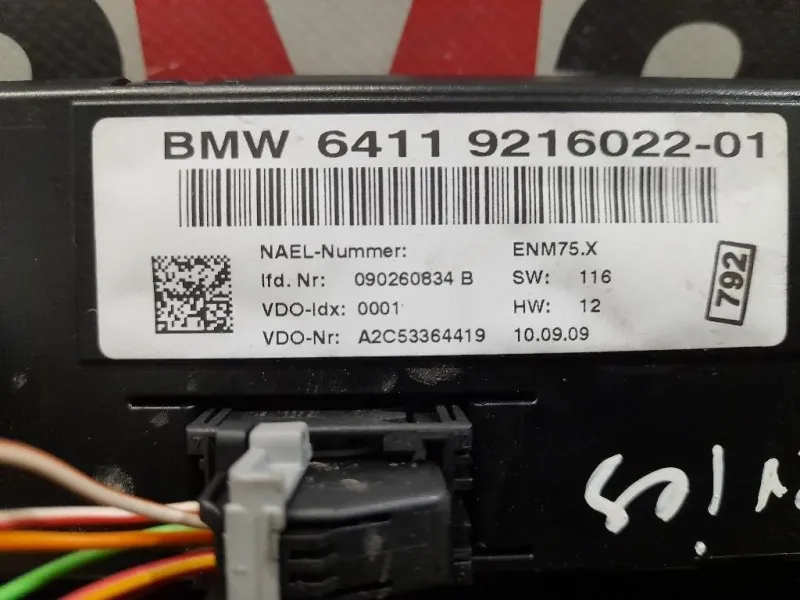 BMW 6411 9216022-01
NAEL-Nummer: ENM75.X
lfd. Nr: 090260834 B SW: 116
VDO-Idx: 0001 HW: 12
VDO-Nr: A2C53364419 10.09.09
792